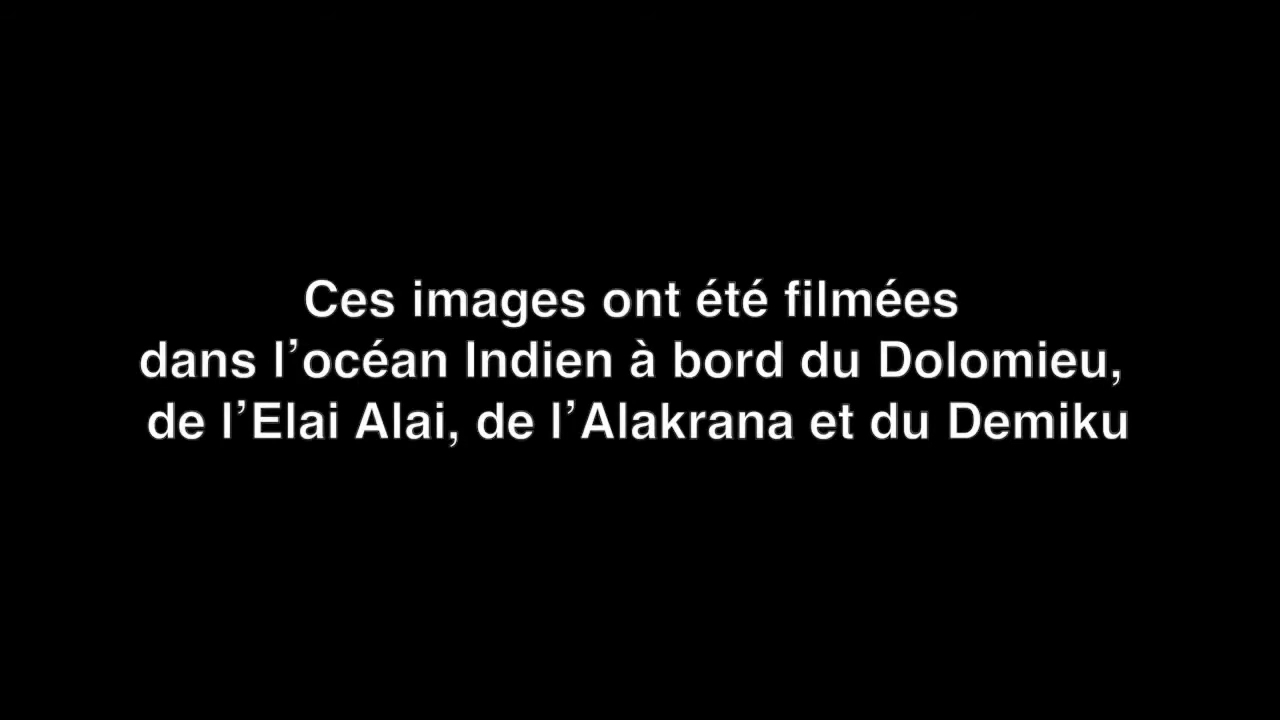 Ces images ont été filmées
dans l’océan Indien à bord du Dolomieu,
de l’Elai Alai, de l’Alakrana et du Demiku